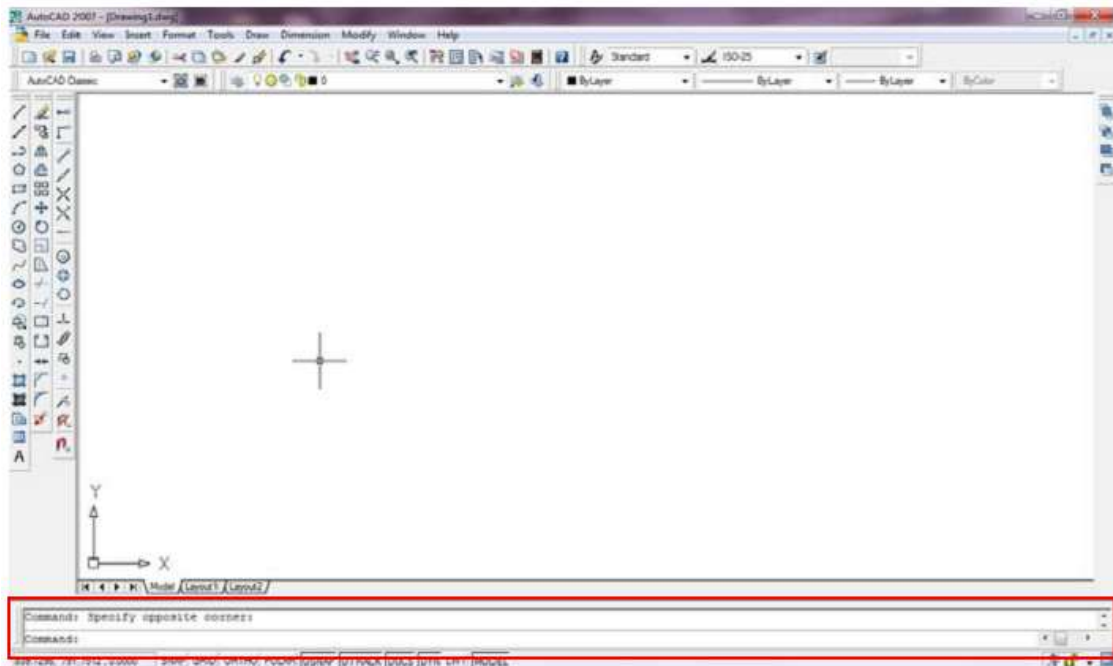 AutoCAD 2007 - [Drawing1.dwg]
File Edit View Insert Format Tools Draw Dimension Modify Window Help
Standard ISO-25
AutoCAD Classic 0 ByLayer ByLayer ByLayer ByColor
A
Y
X
Model Layout1 Layout2
Command: Specify opposite corner:
Command:
SNAP GRID ORTHO POLAR OSNAP OTRACK DUCS DYN LWT MODEL